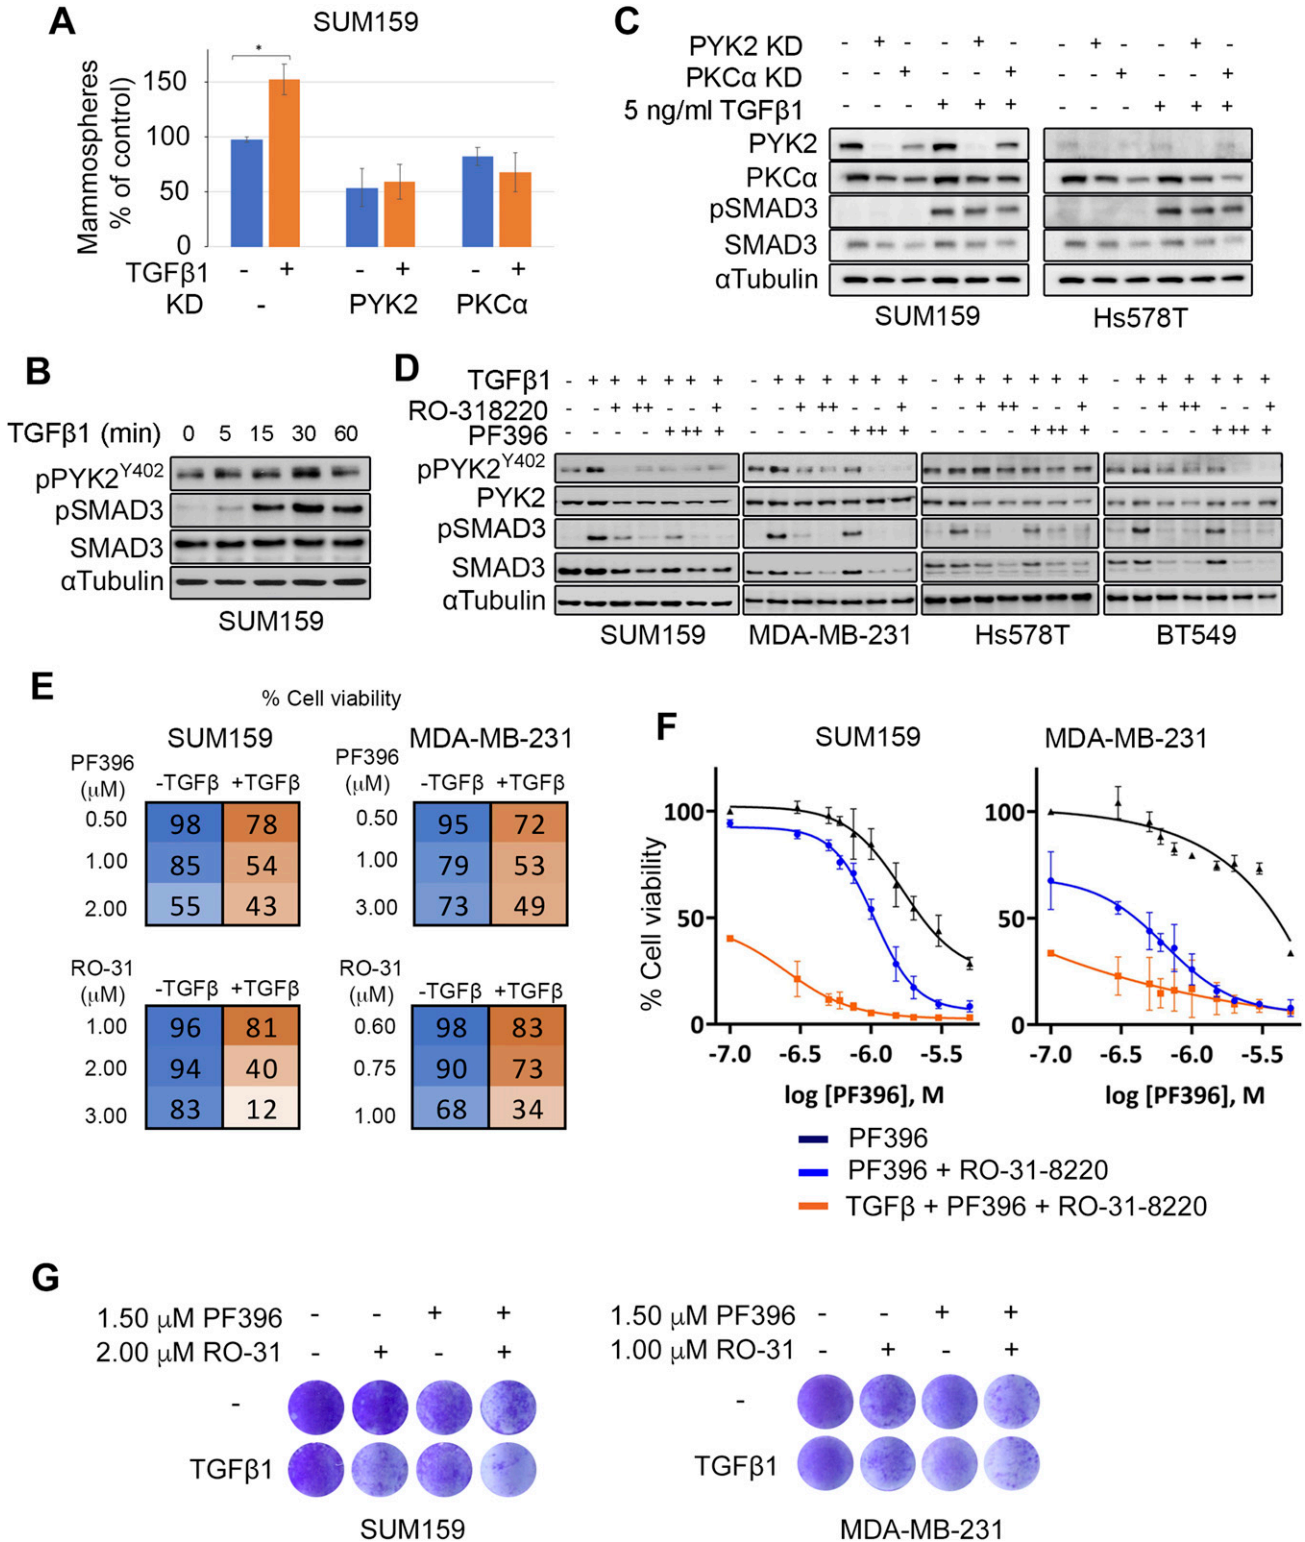 A
SUM159
*
Mammospheres
% of control
150
100
50
0
TGFβ1 - + - + - +
KD - PYK2 PKCα
B
TGFβ1 (min) 0 5 15 30 60
pPYK2Y402
pSMAD3
SMAD3
αTubulin
SUM159
C
PYK2 KD - + - - + - - + - - + -
PKCα KD - - + - - + - - + - - +
5 ng/ml TGFβ1 - - - + + + - - - + + +
PYK2
PKCα
pSMAD3
SMAD3
αTubulin
SUM159 Hs578T
D
TGFβ1 - + + + + + + - + + + + + + - + + + + + + - + + + + + +
RO-318220 - - + ++ - - + - - + ++ - - + - - + ++ - - + - - + ++ - - +
PF396 - - - - + ++ + - - - - + ++ + - - - - + ++ + - - - - + ++ +
pPYK2Y402
PYK2
pSMAD3
SMAD3
αTubulin
SUM159 MDA-MB-231 Hs578T BT549
E
% Cell viability
SUM159
PF396
(µM)
-TGFβ +TGFβ
0.50 98 78
1.00 85 54
2.00 55 43
MDA-MB-231
PF396
(µM)
-TGFβ +TGFβ
0.50 95 72
1.00 79 53
3.00 73 49
RO-31
(µM)
-TGFβ +TGFβ
1.00 96 81
2.00 94 40
3.00 83 12
RO-31
(µM)
-TGFβ +TGFβ
0.60 98 83
0.75 90 73
1.00 68 34
F
SUM159 MDA-MB-231
% Cell viability
100
50
0
-7.0 -6.5 -6.0 -5.5
log [PF396], M
100
50
0
-7.0 -6.5 -6.0 -5.5
log [PF396], M
PF396
PF396 + RO-31-8220
TGFβ + PF396 + RO-31-8220
G
1.50 µM PF396 - - + +
2.00 µM RO-31 - + - +
-
TGFβ1
SUM159
1.50 µM PF396 - - + +
1.00 µM RO-31 - + - +
-
TGFβ1
MDA-MB-231